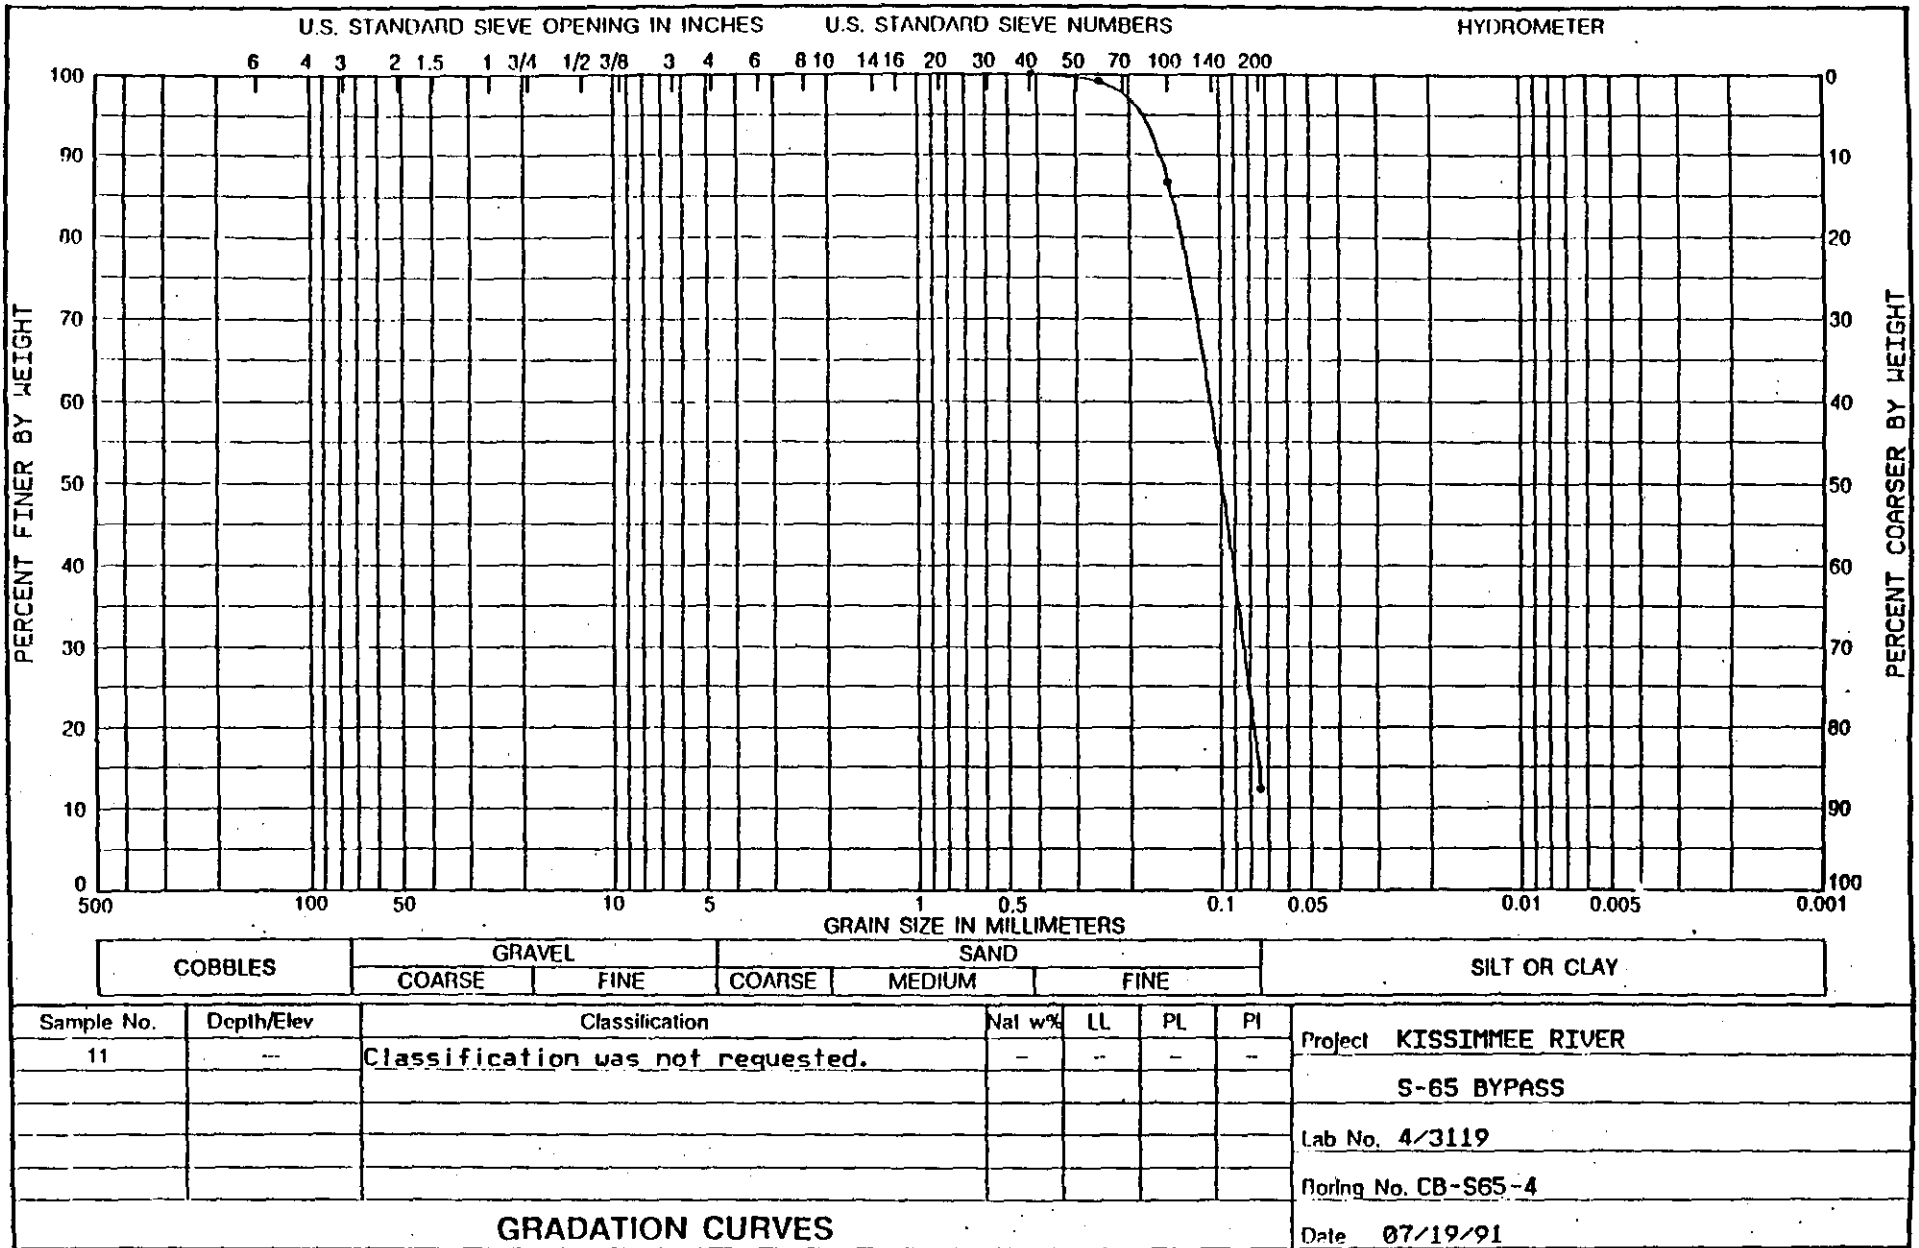 U.S. STANDARD SIEVE OPENING IN INCHES U.S. STANDARD SIEVE NUMBERS HYDROMETER
6 4 3 2 1.5 1 3/4 1/2 3/8 3 4 6 8 10 14 16 20 30 40 50 70 100 140 200
100 0
90 10
80 20
70 30
60 40
50 50
40 60
30 70
20 80
10 90
0 100
PERCENT FINER BY WEIGHT
PERCENT COARSER BY WEIGHT
500 100 50 10 5 1 0.5 0.1 0.05 0.01 0.005 0.001
GRAIN SIZE IN MILLIMETERS
COBBLES GRAVEL SAND SILT OR CLAY
COARSE FINE COARSE MEDIUM FINE
Sample No. Depth/Elev Classification Nat w% LL PL PI
11 --- Classification was not requested. - -- - --
Project KISSIMMEE RIVER
S-65 BYPASS
Lab No. 4/3119
Boring No. CB-S65-4
Date 07/19/91
GRADATION CURVES